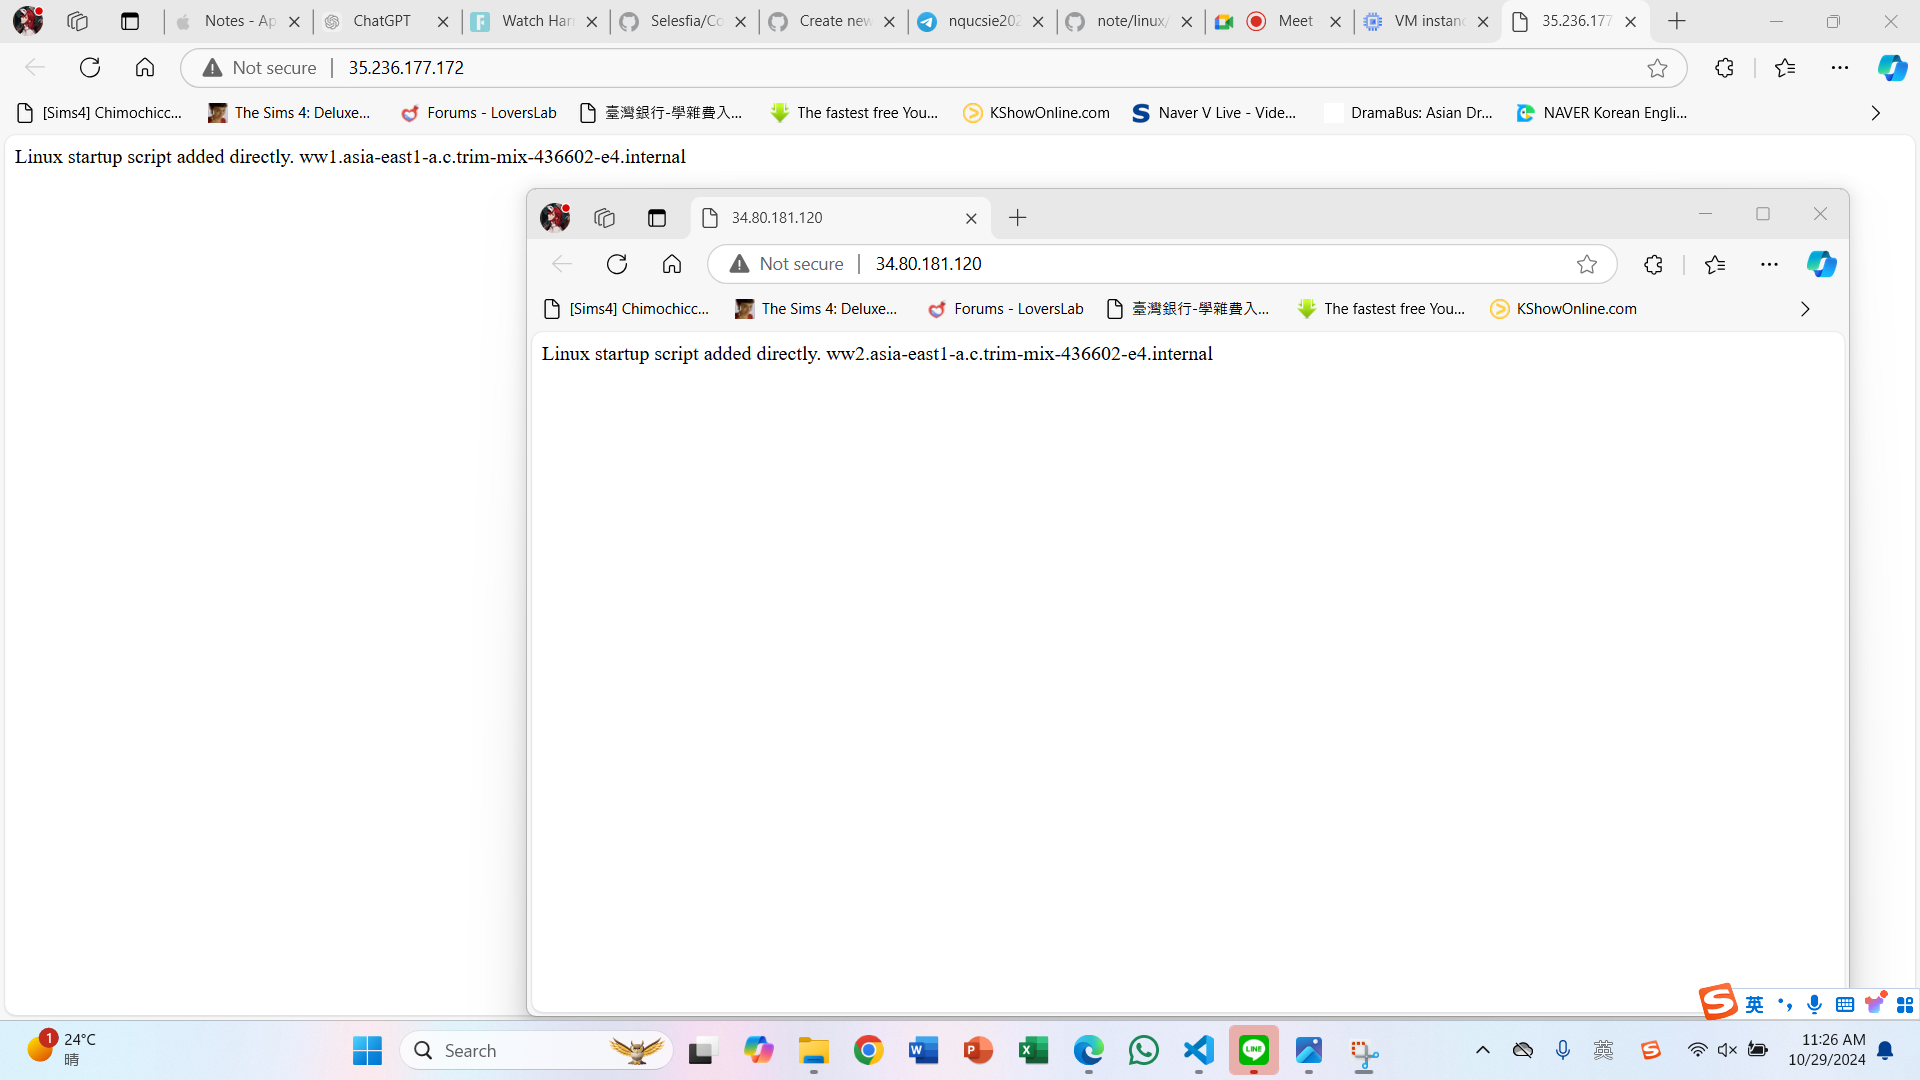 Notes - Ap
ChatGPT
Watch Harr
Selesfia/Co
Create new
nqucsie202
note/linux/
Meet
VM instanc
35.236.177
Not secure
35.236.177.172
[Sims4] Chimochicc...
The Sims 4: Deluxe...
Forums - LoversLab
臺灣銀行-學雜費入...
The fastest free You...
KShowOnline.com
Naver V Live - Vide...
DramaBus: Asian Dr...
NAVER Korean Engli...
Linux startup script added directly. ww1.asia-east1-a.c.trim-mix-436602-e4.internal
34.80.181.120
Not secure
34.80.181.120
[Sims4] Chimochicc...
The Sims 4: Deluxe...
Forums - LoversLab
臺灣銀行-學雜費入...
The fastest free You...
KShowOnline.com
Linux startup script added directly. ww2.asia-east1-a.c.trim-mix-436602-e4.internal
英
1
24°C
晴
Search
LINE
英
11:26 AM
10/29/2024